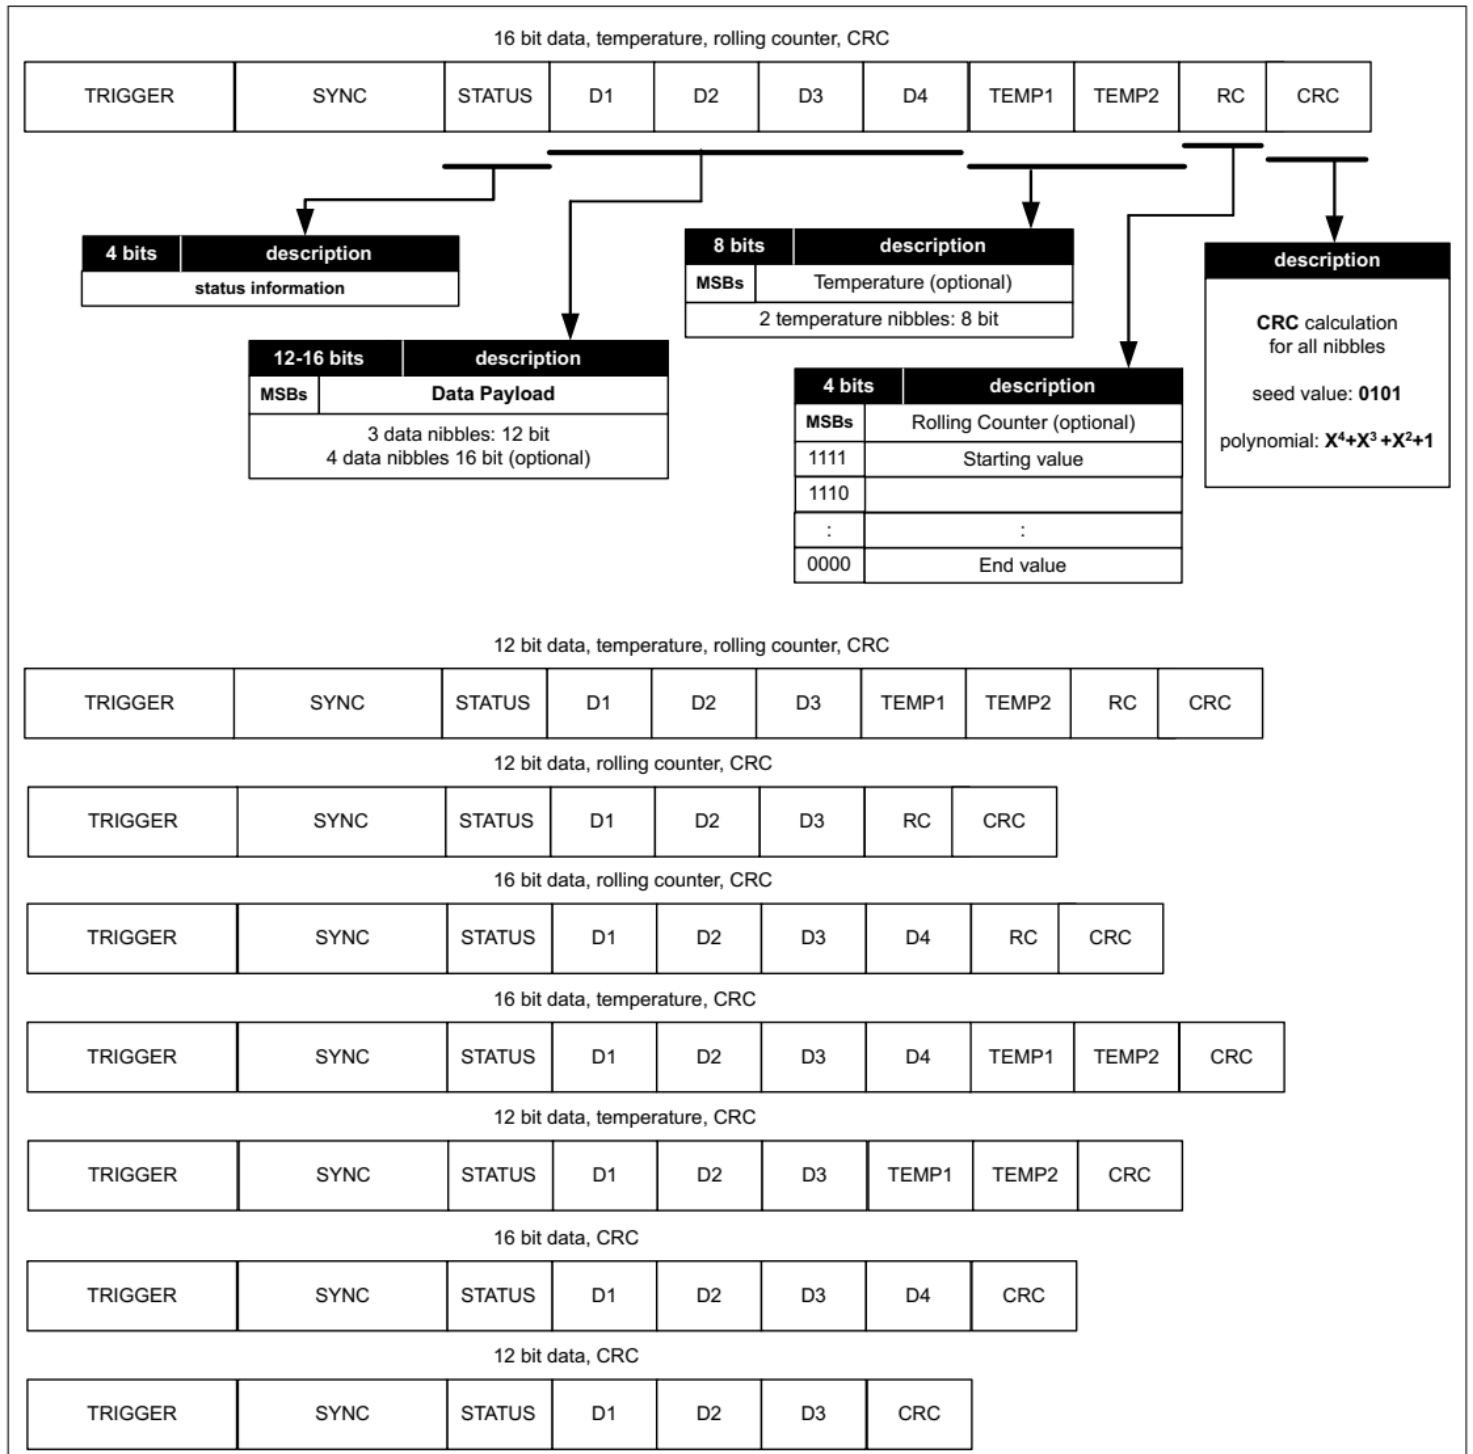 16 bit data, temperature, rolling counter, CRC
TRIGGER SYNC STATUS D1 D2 D3 D4 TEMP1 TEMP2 RC CRC
4 bits description
status information
12-16 bits description
MSBs Data Payload
3 data nibbles: 12 bit
4 data nibbles 16 bit (optional)
8 bits description
MSBs Temperature (optional)
2 temperature nibbles: 8 bit
4 bits description
MSBs Rolling Counter (optional)
1111 Starting value
1110
: :
0000 End value
description
CRC calculation
for all nibbles
seed value: 0101
polynomial: X⁴+X³+X²+1
12 bit data, temperature, rolling counter, CRC
TRIGGER SYNC STATUS D1 D2 D3 TEMP1 TEMP2 RC CRC
12 bit data, rolling counter, CRC
TRIGGER SYNC STATUS D1 D2 D3 RC CRC
16 bit data, rolling counter, CRC
TRIGGER SYNC STATUS D1 D2 D3 D4 RC CRC
16 bit data, temperature, CRC
TRIGGER SYNC STATUS D1 D2 D3 D4 TEMP1 TEMP2 CRC
12 bit data, temperature, CRC
TRIGGER SYNC STATUS D1 D2 D3 TEMP1 TEMP2 CRC
16 bit data, CRC
TRIGGER SYNC STATUS D1 D2 D3 D4 CRC
12 bit data, CRC
TRIGGER SYNC STATUS D1 D2 D3 CRC